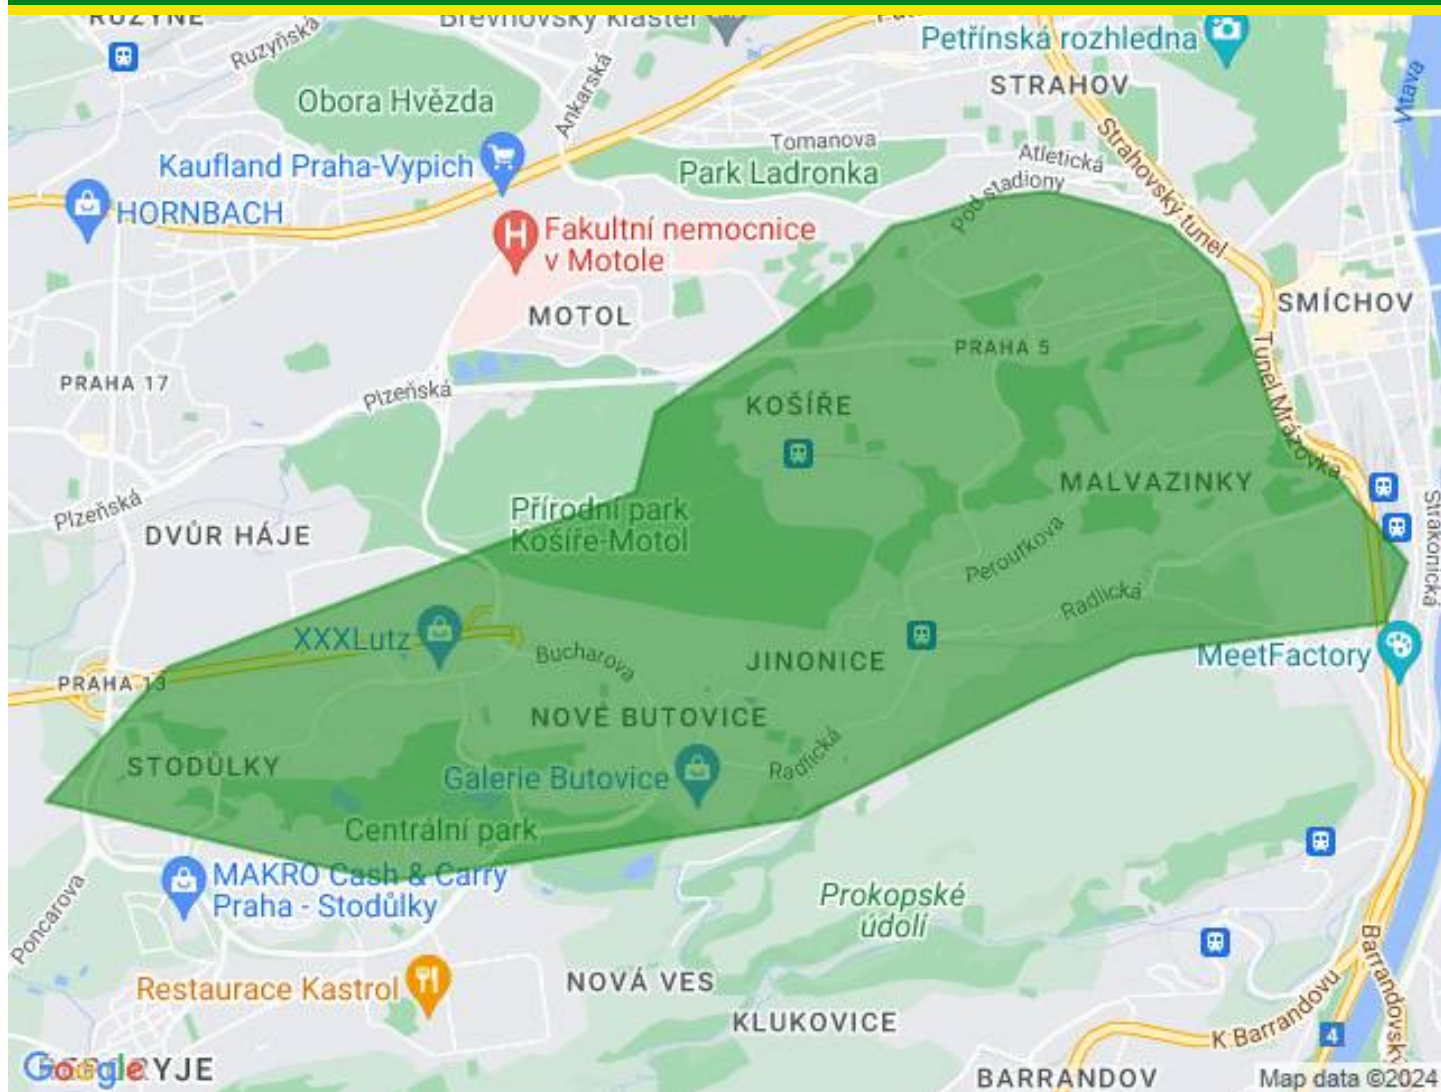 RUZYNĚ
Břevnovský klášter
Ruzyňská
Petřínská rozhledna
STRAHOV
Vltava
Obora Hvězda
Ankarská
Tomanova
Strahovský tunel
Atletická
Kaufland Praha-Vypich
Park Ladronka
Pod stadiony
HORNBACH
Fakultní nemocnice
v Motole
SMÍCHOV
MOTOL
PRAHA 5
PRAHA 17
Plzeňská
Tunel Mrázovka
KOŠÍŘE
MALVAZINKY
Plzeňská
Přírodní park
Košíře-Motol
DVŮR HÁJE
Strakonická
Peroutkova
Radlická
XXXLutz
Bucharova
JINONICE
MeetFactory
PRAHA 13
NOVÉ BUTOVICE
STODŮLKY
Radlická
Galerie Butovice
Centrální park
MAKRO Cash & Carry
Praha - Stodůlky
Poncarova
Prokopské
údolí
Restaurace Kastrol
NOVÁ VES
KLUKOVICE
Barrandovský
K Barrandovu
4
Google
YJE
BARRANDOV
Map data ©2024